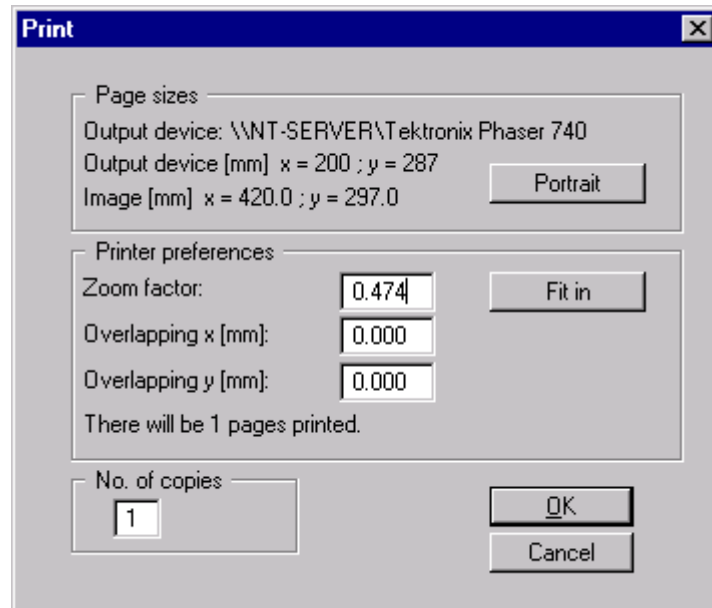 Print
Page sizes
Output device: \\NT-SERVER\Tektronix Phaser 740
Output device [mm] x = 200 ; y = 287
Portrait
Image [mm] x = 420.0 ; y = 297.0
Printer preferences
Zoom factor: 0.474 Fit in
Overlapping x [mm]: 0.000
Overlapping y [mm]: 0.000
There will be 1 pages printed.
No. of copies
1
OK
Cancel